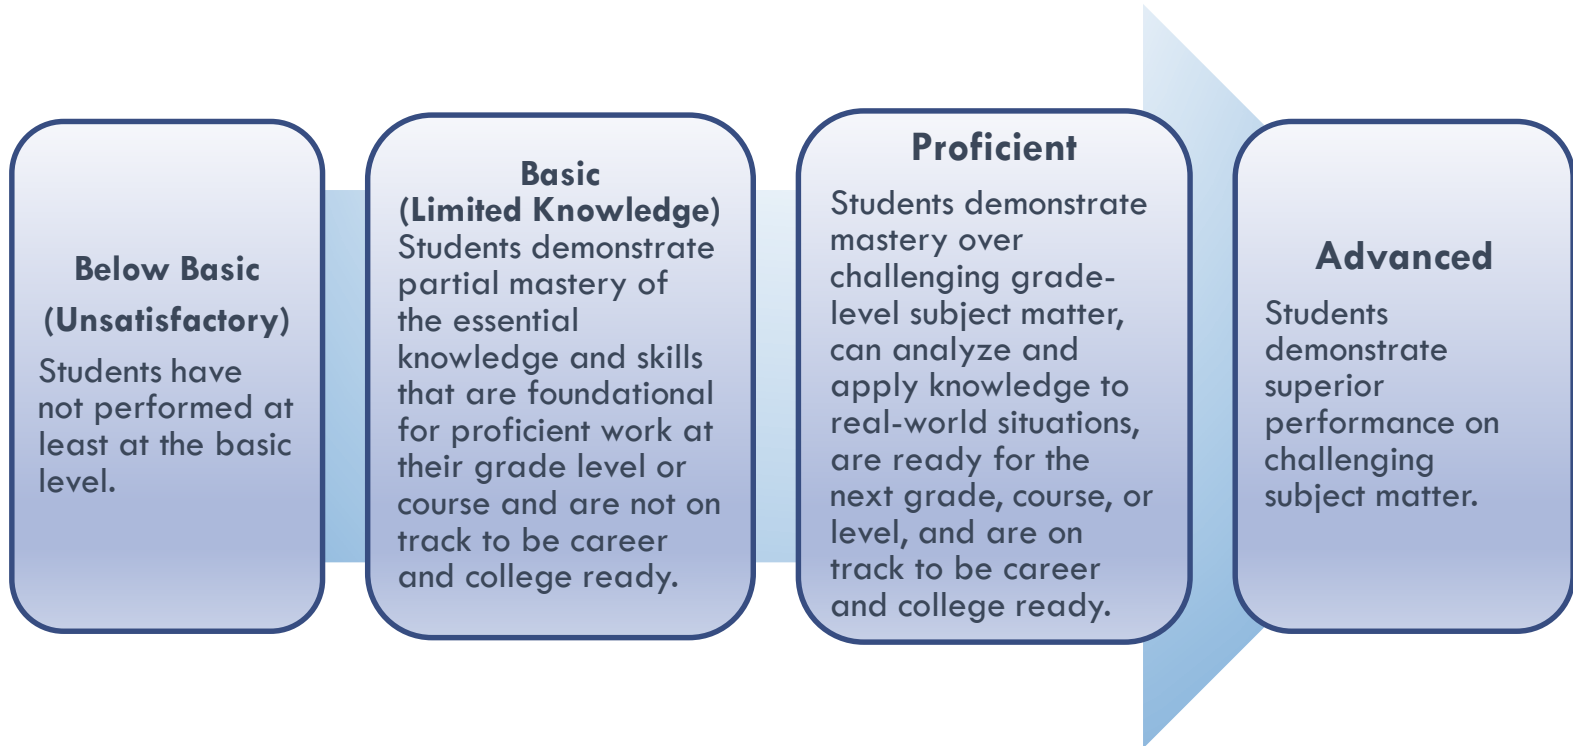 Below Basic
(Unsatisfactory)
Students have
not performed at
least at the basic
level.
Basic
(Limited Knowledge)
Students demonstrate
partial mastery of
the essential
knowledge and skills
that are foundational
for proficient work at
their grade level or
course and are not on
track to be career
and college ready.
Proficient
Students demonstrate
mastery over
challenging grade-
level subject matter,
can analyze and
apply knowledge to
real-world situations,
are ready for the
next grade, course, or
level, and are on
track to be career
and college ready.
Advanced
Students
demonstrate
superior
performance on
challenging
subject matter.